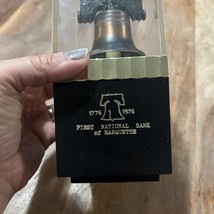 1776 1976
FIRST NATIONAL BANK
of MARQUETTE